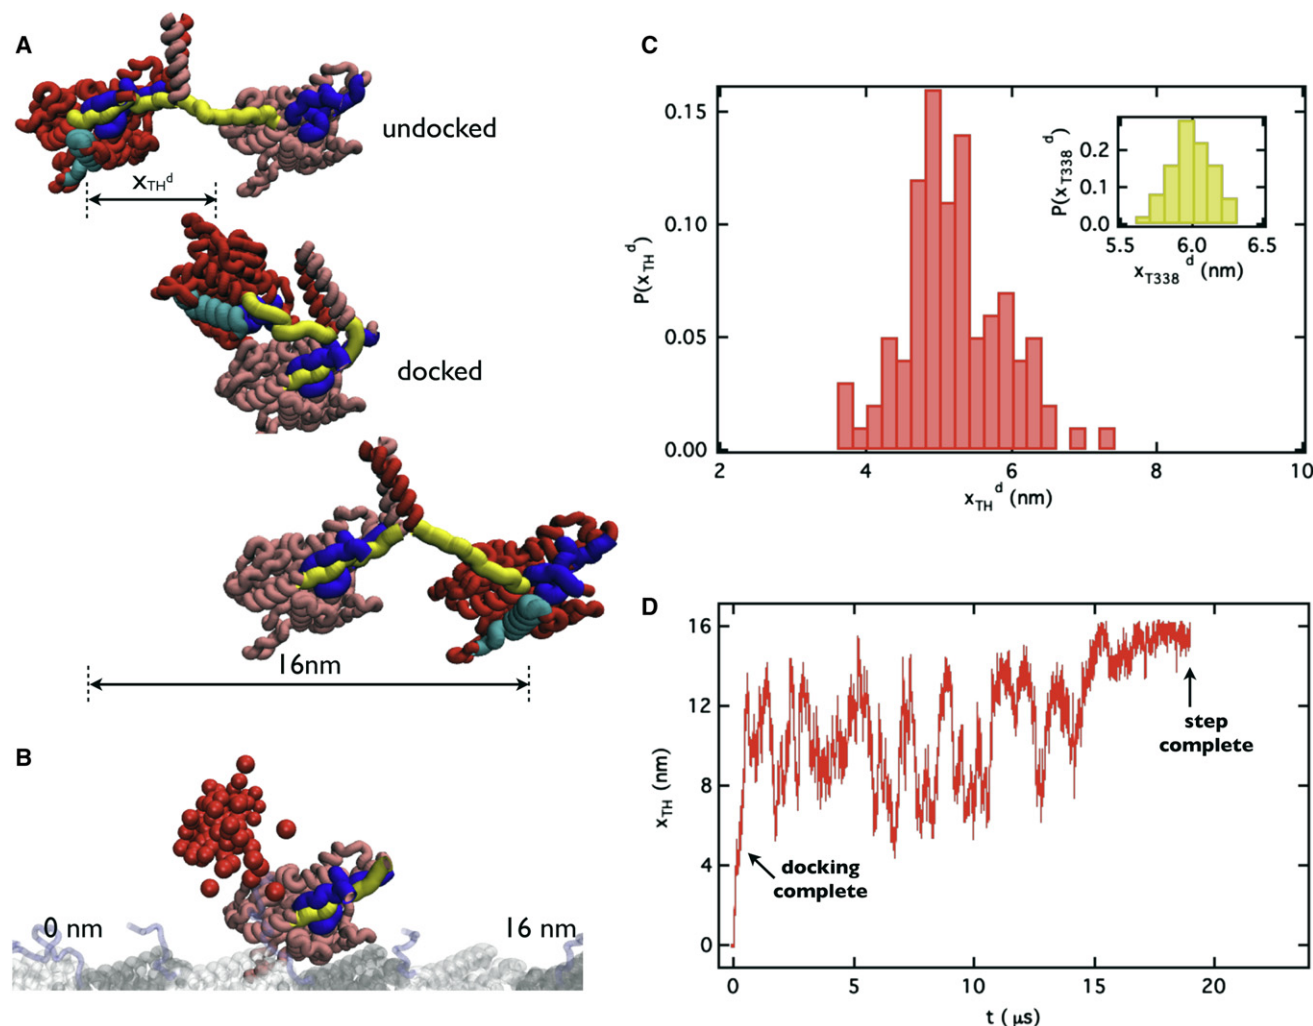 A
undocked
x_TH^d
docked
16nm
B
0 nm
16 nm
C
0.15
0.10
0.05
0.00
P(x_TH^d)
2
4
6
8
10
x_TH^d (nm)
0.2
0.1
0.0
P(x_T338^d)
5.5
6.0
6.5
x_T338^d (nm)
D
16
12
8
4
0
x_TH (nm)
docking
complete
step
complete
0
5
10
15
20
t (μs)